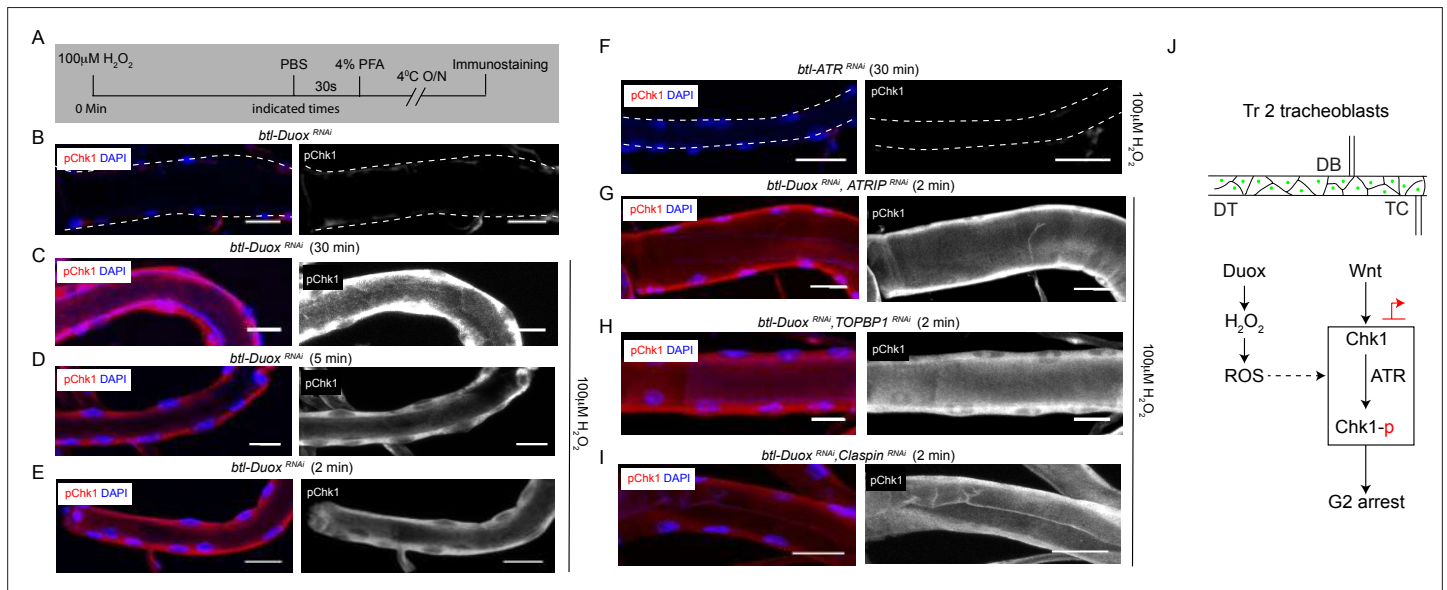 A
100µM H₂O₂
PBS
4% PFA
30s
4⁰C O/N
Immunostaining
0 Min
indicated times
B
btl-Duox RNAi
pChk1 DAPI
pChk1
C
btl-Duox RNAi (30 min)
pChk1 DAPI
pChk1
D
btl-Duox RNAi (5 min)
pChk1 DAPI
pChk1
E
btl-Duox RNAi (2 min)
pChk1 DAPI
pChk1
100µM H₂O₂
F
btl-ATR RNAi (30 min)
pChk1 DAPI
pChk1
100µM H₂O₂
G
btl-Duox RNAi, ATRIP RNAi (2 min)
pChk1 DAPI
pChk1
H
btl-Duox RNAi,TOPBP1 RNAi (2 min)
pChk1 DAPI
pChk1
I
btl-Duox RNAi,Claspin RNAi (2 min)
pChk1 DAPI
pChk1
100µM H₂O₂
J
Tr 2 tracheoblasts
DB
DT
TC
Duox
H₂O₂
ROS
Wnt
Chk1
ATR
Chk1-p
G2 arrest